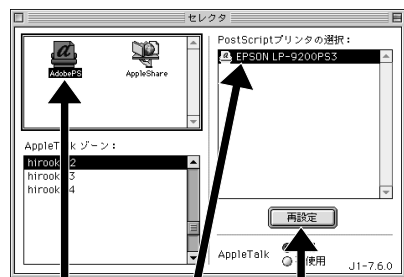 セレクタ
AdobePS
AppleShare
AppleT k ゾーン：
hirook 2
hirook 3
hirook 4
PostScriptプリンタの選択：
EPSON LP-9200PS3
再設定
AppleTalk
使用
J1-7.6.0